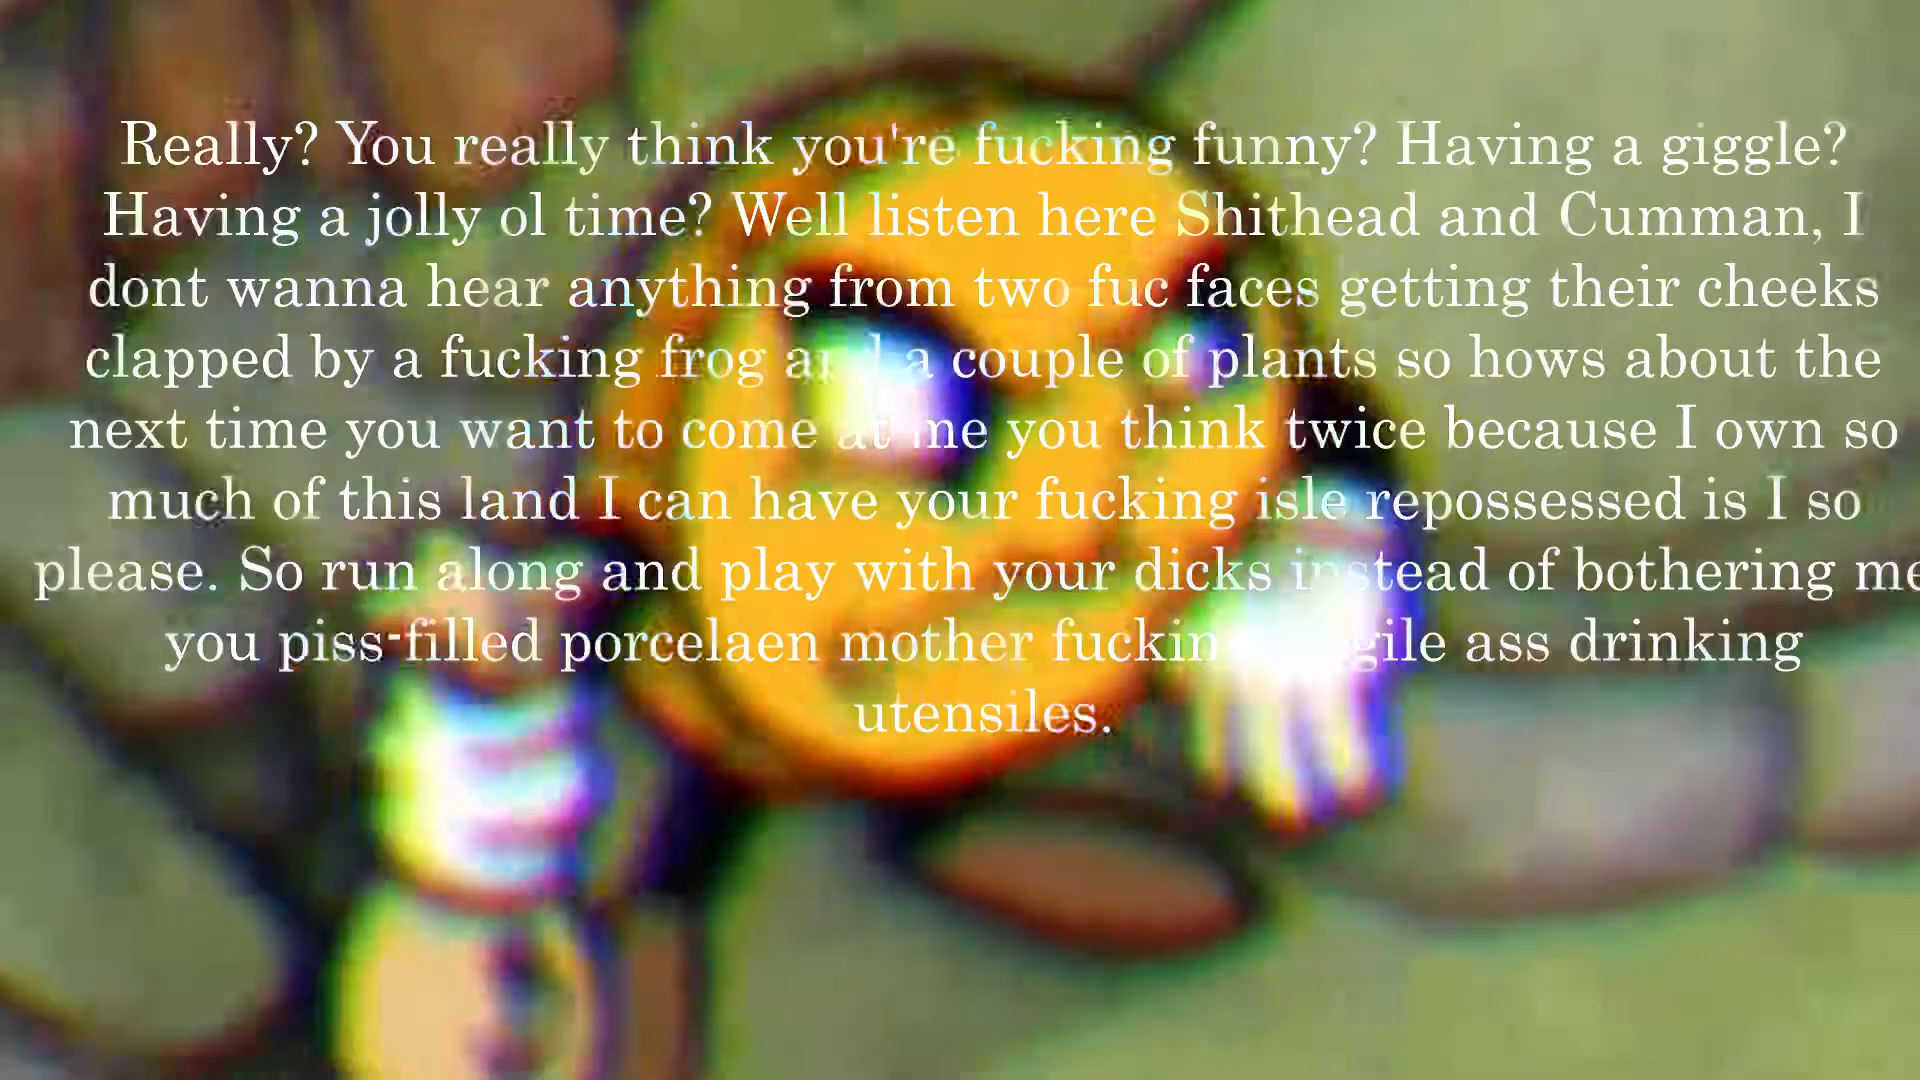 Really? You really think you're fucking funny? Having a giggle?
Having a jolly ol time? Well listen here Shithead and Cumman, I
dont wanna hear anything from two fuc faces getting their cheeks
clapped by a fucking frog and a couple of plants so hows about the
next time you want to come at me you think twice because I own so
much of this land I can have your fucking isle repossessed is I so
please. So run along and play with your dicks instead of bothering me
you piss-filled porcelaen mother fuckin ass drinking
utensiles.